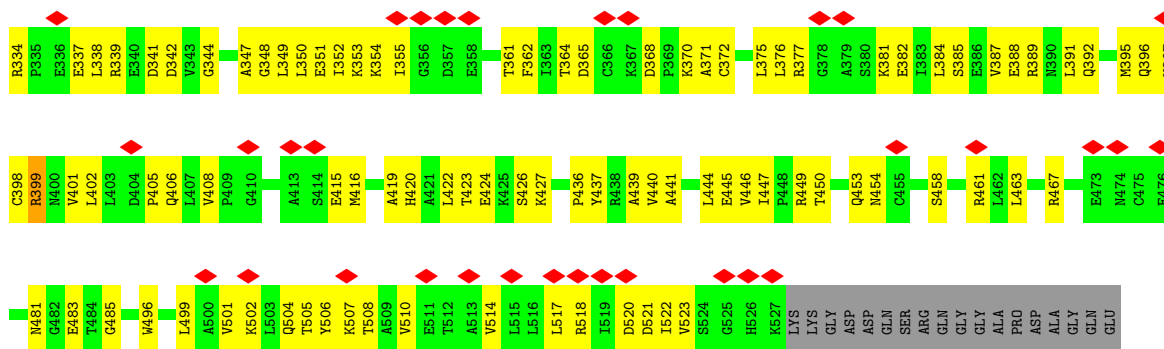 R334 P335 E336 E337 L338 R339 E340 D341 D342 V343 G344 A347 G348 L349 L350 E351 I352 K353 K354 I355 G356 D357 E358 T361 F362 I363 T364 D365 C366 K367 D368 P369 K370 A371 C372 L375 L376 R377 G378 A379 S380 K381 E382 I383 L384 S385 E386 V387 E388 R389 N390 L391 Q392 M395 Q396
C398 R399 N400 V401 L402 L403 D404 P405 Q406 L407 V408 P409 G410 A413 S414 E415 M416 A419 H420 A421 L422 T423 E424 K425 S426 K427 P436 Y437 R438 A439 V440 A441 L444 E445 V446 I447 P448 R449 T450 Q453 N454 C455 S458 R461 L462 L463 R467 E473 N474 C475 E476
N481 G482 E483 T484 G485 W496 L499 A500 V501 K502 L503 Q504 T505 Y506 K507 T508 A509 V510 E511 T512 A513 V514 L515 L516 L517 R518 I519 D520 D521 I522 V523 S524 G525 H526 K527 LYS LYS GLY ASP ASP GLN SER ARG GLN GLY GLY ALA PRO ASP ALA GLY GLN GLU